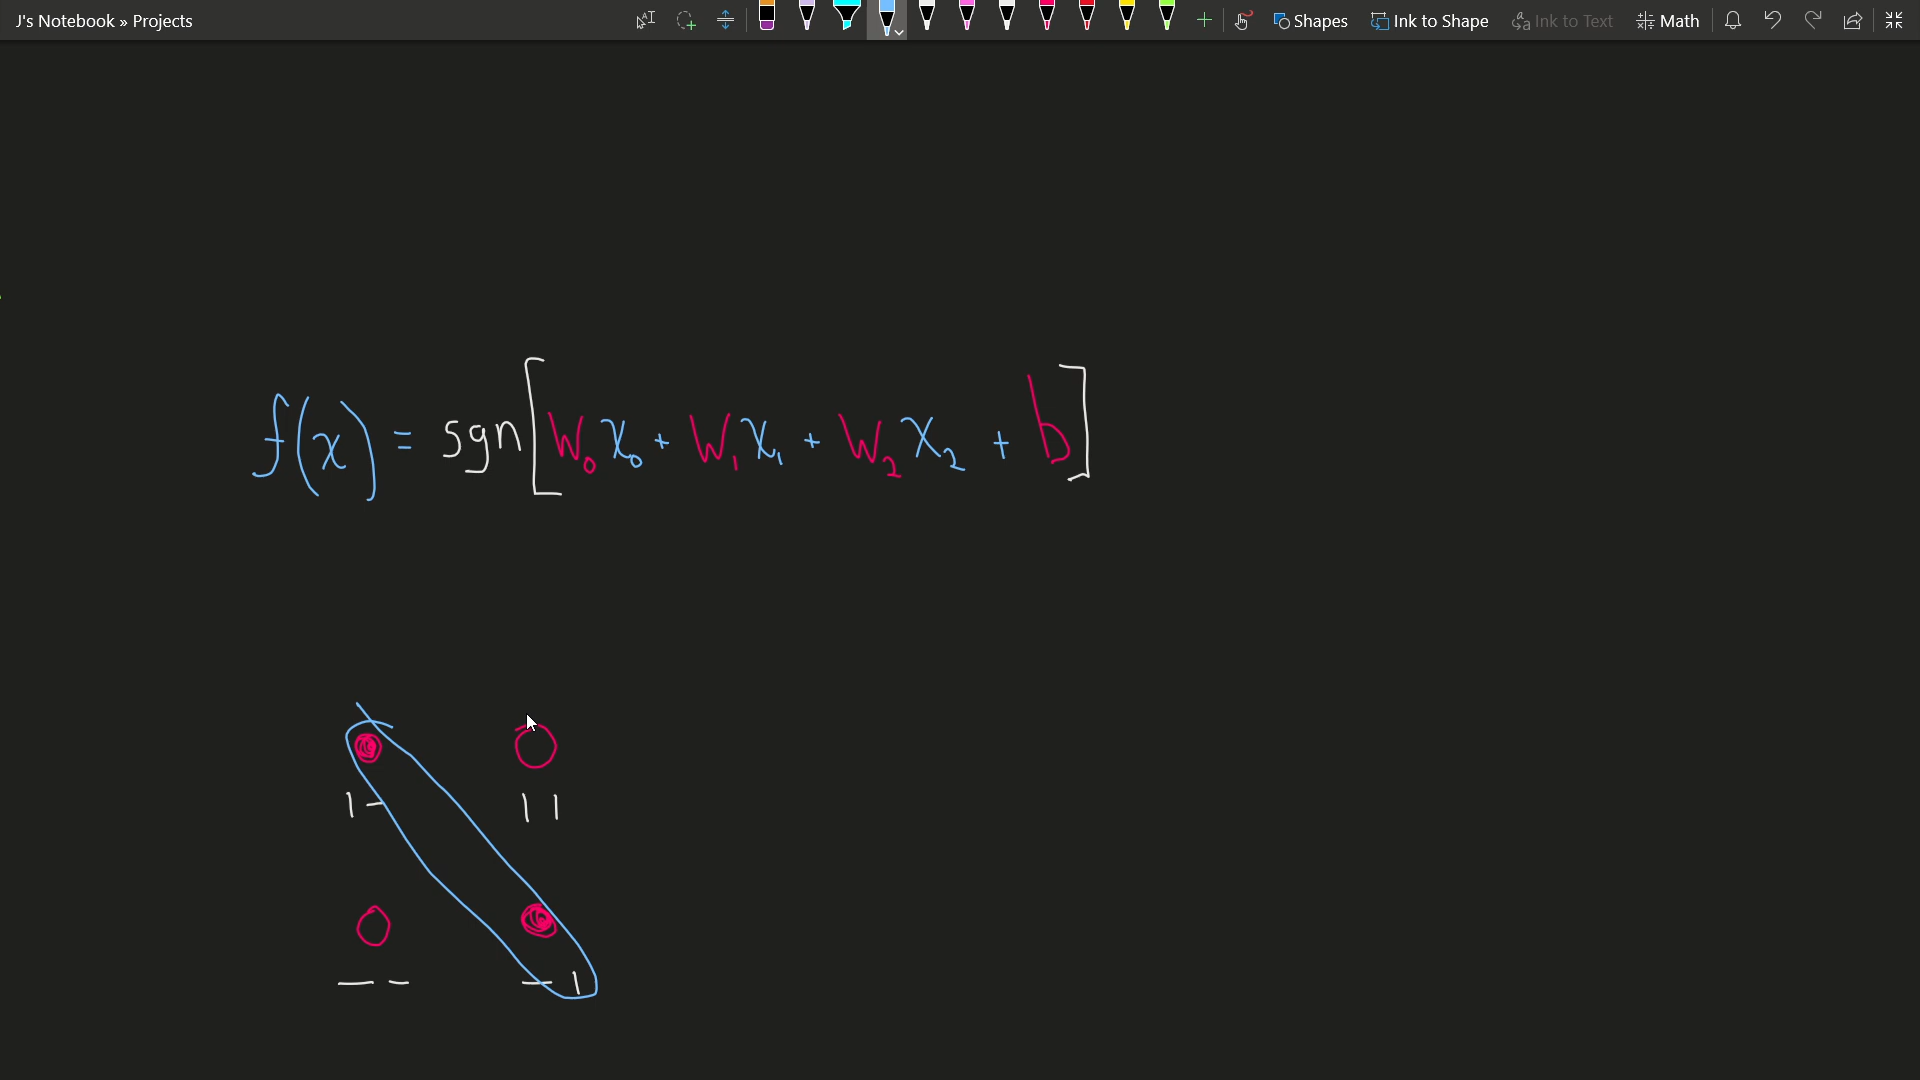 J's Notebook » Projects
Shapes
Ink to Shape
Ink to Text
Math
f(x) = sgn[W₀x₀ + W₁x₁ + W₂x₂ + b]
1 - 1 1
- - - 1